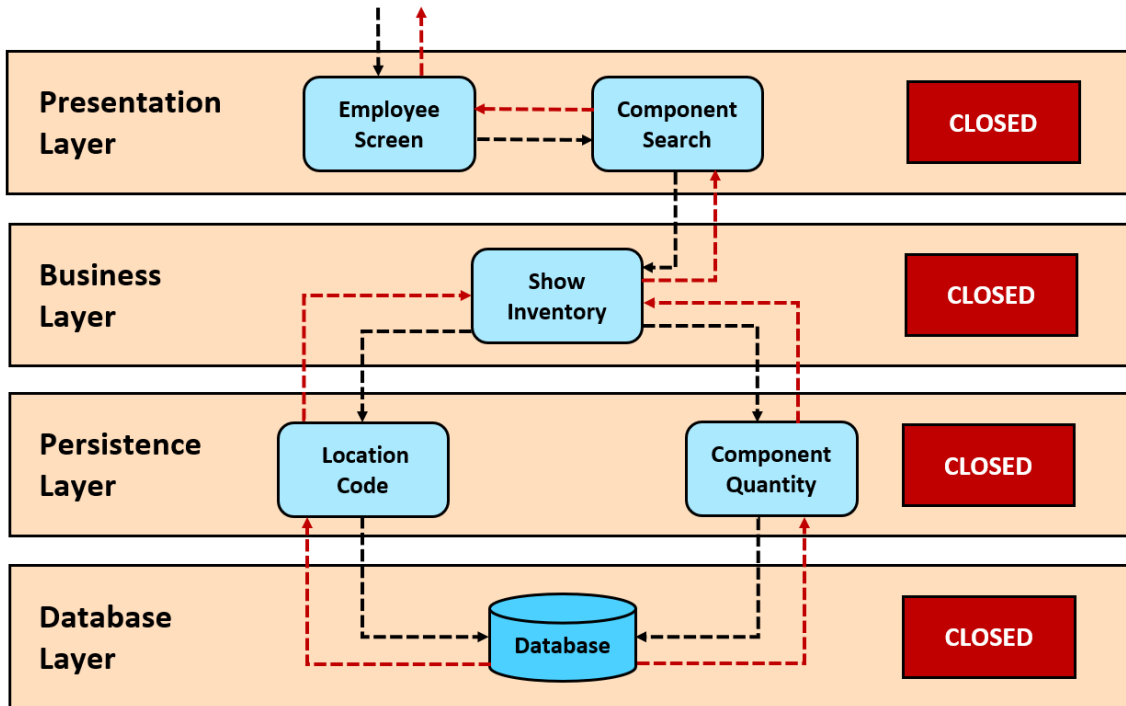 Presentation
Layer
Employee
Screen
Component
Search
CLOSED
Business
Layer
Show
Inventory
CLOSED
Persistence
Layer
Location
Code
Component
Quantity
CLOSED
Database
Layer
Database
CLOSED